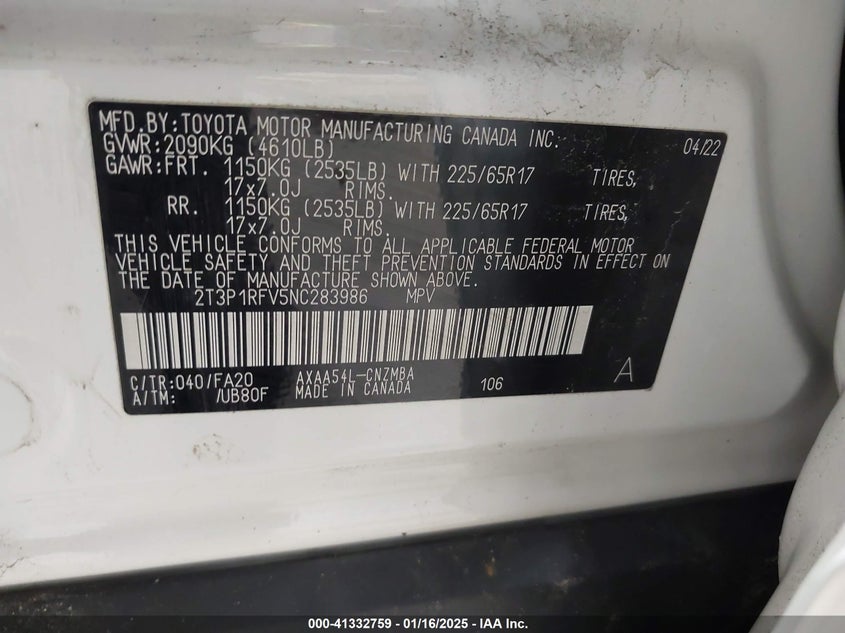 MFD.BY:TOYOTA MOTOR MANUFACTURING CANADA INC. 04/22
GVWR:2090KG (4610LB)
GAWR:FRT. 1150KG (2535LB) WITH 225/65R17 TIRES,
17x7.0J RIMS.
RR. 1150KG (2535LB) WITH 225/65R17 TIRES,
17x7.0J RIMS.
THIS VEHICLE CONFORMS TO ALL APPLICABLE FEDERAL MOTOR
VEHICLE SAFETY AND THEFT PREVENTION STANDARDS IN EFFECT ON
THE DATE OF MANUFACTURE SHOWN ABOVE.
2T3P1RFV5NC283986 MPV
C/TR:040/FA20 AXAA54L-CNZMBA 106 A
A/TM: /UB80F MADE IN CANADA
000-41332759 - 01/16/2025 - IAA Inc.